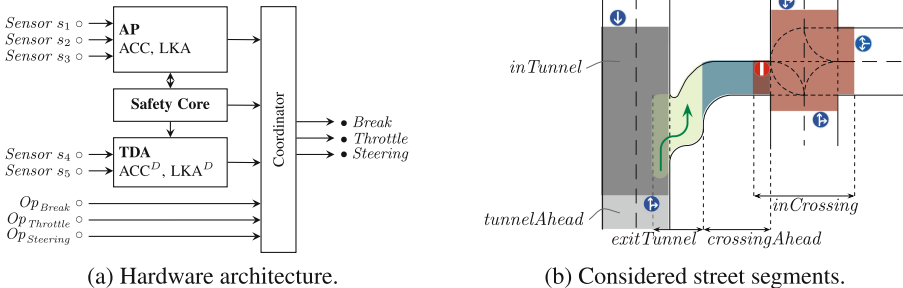 Sensor s1
Sensor s2
Sensor s3
AP
ACC, LKA
Safety Core
Sensor s4
Sensor s5
TDA
ACC^D, LKA^D
Op_Break
Op_Throttle
Op_Steering
Coordinator
Break
Throttle
Steering
(a) Hardware architecture.
inTunnel
tunnelAhead
exitTunnel
crossingAhead
inCrossing
(b) Considered street segments.